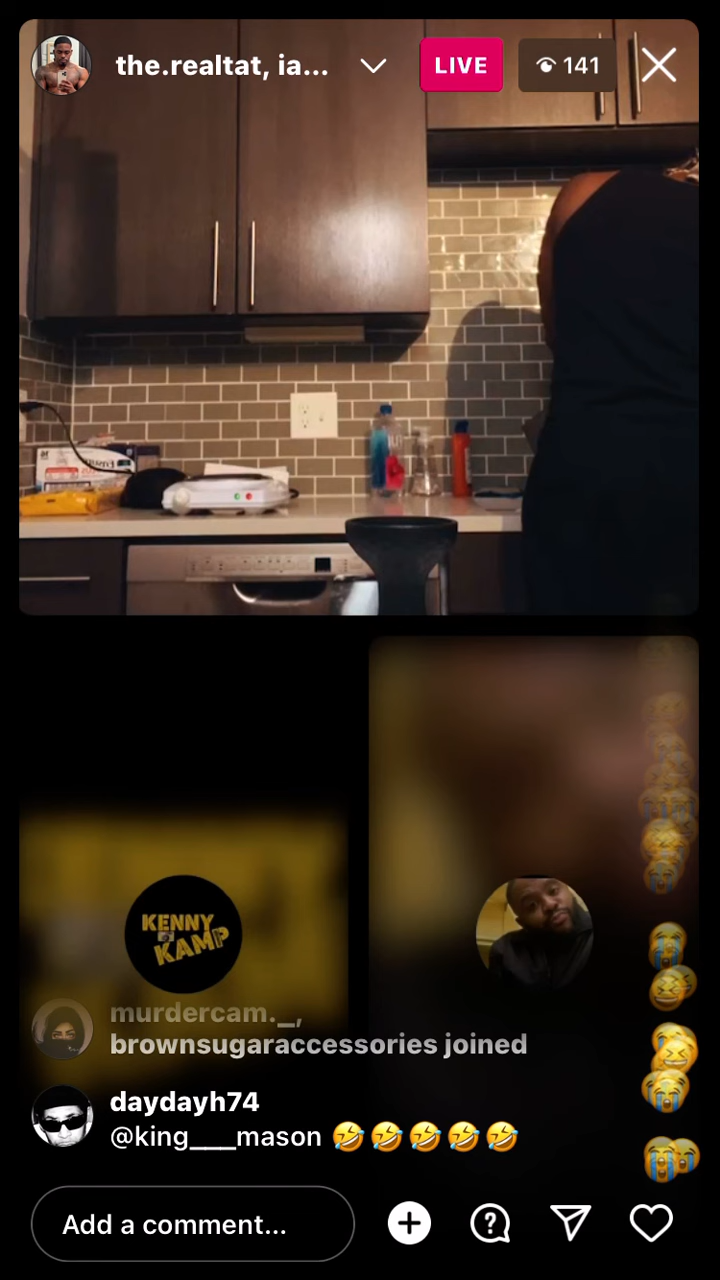 the.realtat, ia...
LIVE
141
KENNY
KAMP
murdercam._,
brownsugaraccessories joined
daydayh74
@king___mason 🤣🤣🤣🤣🤣
Add a comment...